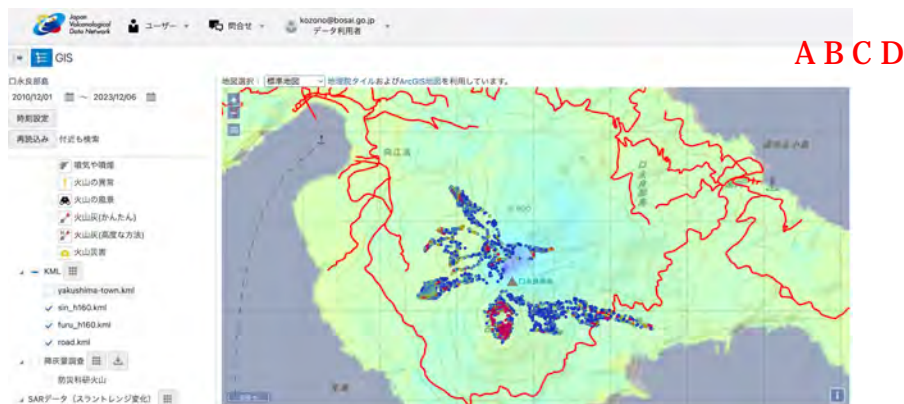 Japan
Volcanological
Data Network
ユーザー
問合せ
kozono@bosai.go.jp
データ利用者
GIS
A B C D
口永良部島
2010/12/01 ～ 2023/12/06
時刻設定
再読込み 付近も検索
地図選択： 標準地図 地理院タイルおよびArcGIS地図を利用しています。
噴気や噴煙
火山の異常
火山の風景
火山灰(かんたん)
火山灰(高度な方法)
火山災害
KML
yakushima-town.kml
sin_h160.kml
furu_h160.kml
road.kml
降灰量調査
防災科研火山
SARデータ（スラントレンジ変化）
向江浜
口永良部島
口永良部島